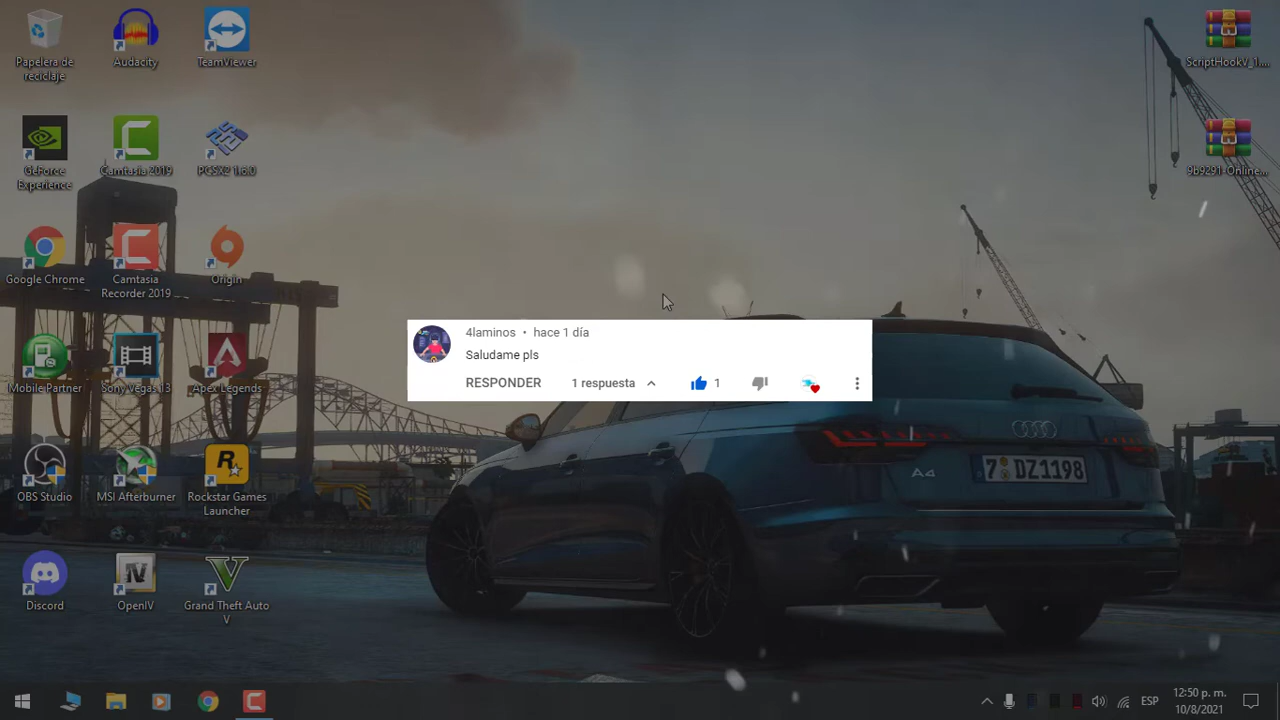 Papelera de
reciclaje
Audacity
TeamViewer
ScriptHookV_1....
GeForce
Experience
Camtasia 2019
PCSX2 1.6.0
9b9291-Online...
Google Chrome
Camtasia
Recorder 2019
Origin
4laminos • hace 1 día
Saludame pls
RESPONDER 1 respuesta 1
Mobile Partner
Sony Vegas 13
Apex Legends
A4
7 DZ1198
OBS Studio
MSI Afterburner
R
Rockstar Games
Launcher
Discord
OpenIV
Grand Theft Auto
V
ESP
12:50 p. m.
10/8/2021